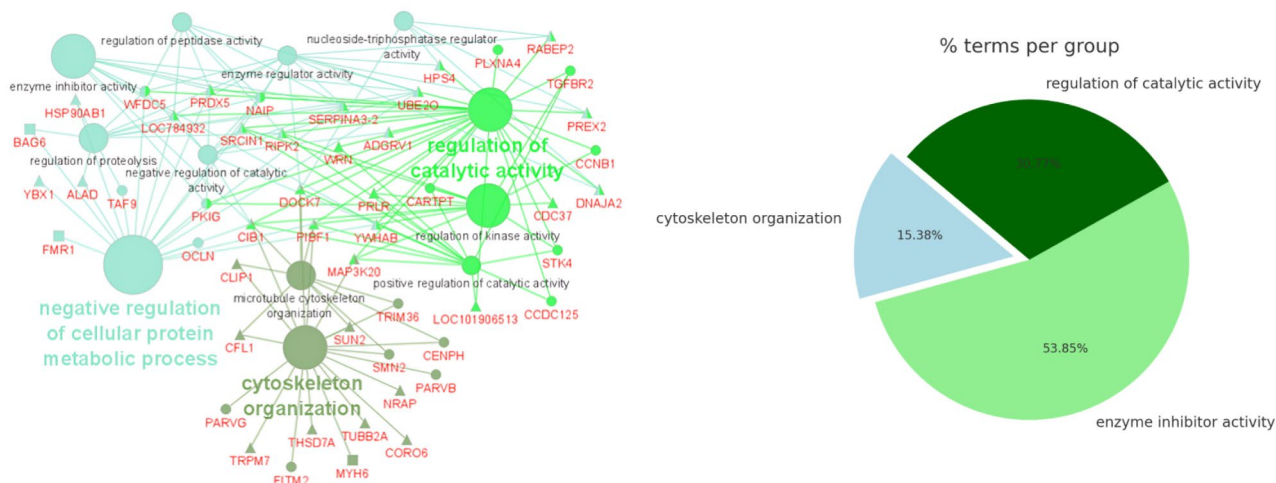 regulation of peptidase activity
nucleoside-triphosphatase regulator
activity
RABEP2
PLXNA4
enzyme regulator activity
HPS4
TGFBR2
enzyme inhibitor activity
WFDC5
PRDX5
NAIP
UBE2O
HSP90AB1
SERPINA3-2
PREX2
LOC784932
SRCIN1
RIPK2
ADGRV1
BAG6
regulation of
catalytic activity
WRN
CCNB1
regulation of proteolysis
negative regulation of catalytic
activity
YBX1
ALAD
TAF9
DOCK7
PRLR
CARTPT
DNAJA2
CDC37
PKIG
CIB1
PIBF1
YWHAB
regulation of kinase activity
FMR1
OCLN
STK4
CLIP1
MAP3K20
positive regulation of catalytic activity
microtubule cytoskeleton
organization
negative regulation
of cellular protein
metabolic process
TRIM36
LOC101906513
CCDC125
CFL1
SUN2
CENPH
SMN2
PARVB
cytoskeleton
organization
NRAP
PARVG
TUBB2A
THSD7A
CORO6
TRPM7
FITM2
MYH6
% terms per group
regulation of catalytic activity
30.77%
cytoskeleton organization
15.38%
53.85%
enzyme inhibitor activity